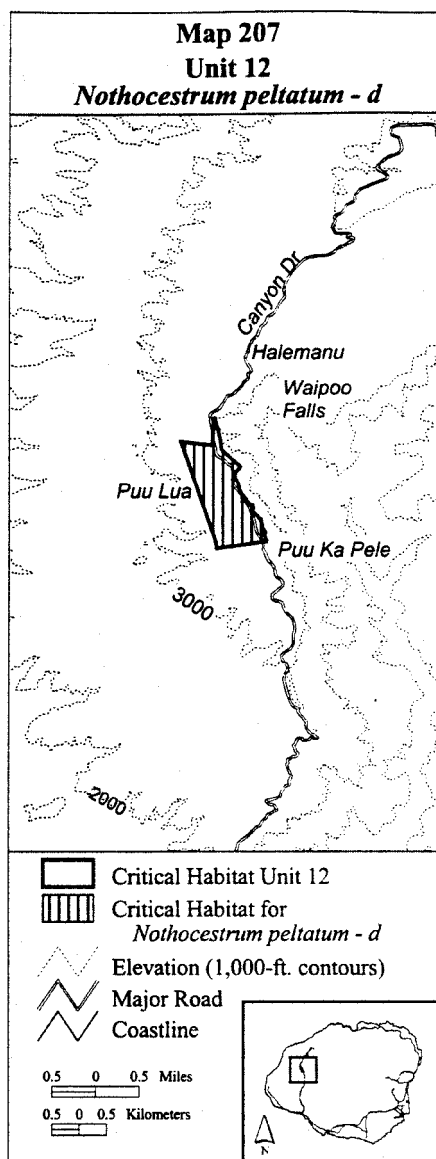 Map 207
Unit 12
Nothocestrum peltatum - d
Canyon Dr
Halemanu
Waipoo
Falls
Puu Lua
Puu Ka Pele
3000
2000
Critical Habitat Unit 12
Critical Habitat for
Nothocestrum peltatum - d
Elevation (1,000-ft. contours)
Major Road
Coastline
0.5 0 0.5 Miles
0.5 0 0.5 Kilometers
N